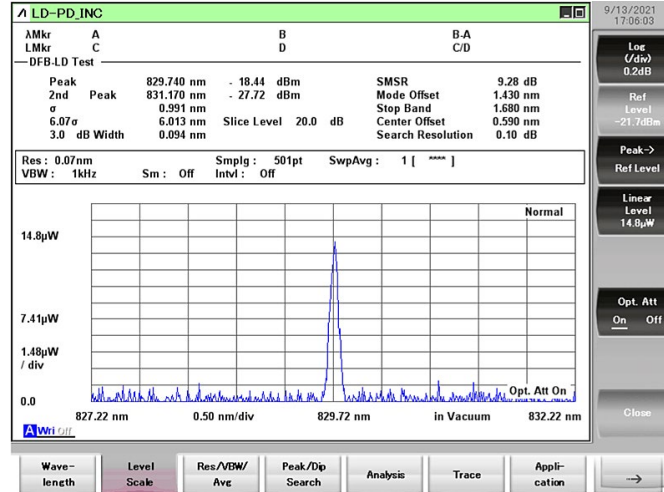 LD-PD_INC
9/13/2021
17:06:03
λMkr A B B-A
LMkr C D C/D
DFB-LD Test
Peak 829.740 nm - 18.44 dBm SMSR 9.28 dB
2nd Peak 831.170 nm - 27.72 dBm Mode Offset 1.430 nm
σ 0.991 nm Stop Band 1.680 nm
6.07σ 6.013 nm Slice Level 20.0 dB Center Offset 0.590 nm
3.0 dB Width 0.094 nm Search Resolution 0.10 dB
Res : 0.07nm Smplg : 501pt SwpAvg : 1 [ **** ]
VBW : 1kHz Sm : Off Intvl : Off
Normal
14.8µW
7.41µW
1.48µW
/ div
0.0
Opt. Att On
827.22 nm 0.50 nm/div 829.72 nm in Vacuum 832.22 nm
A Wri Off
Log
(/div)
0.2dB
Ref
Level
-21.7dBm
Peak->
Ref Level
Linear
Level
14.8µW
Opt. Att
On Off
Close
Wave-
length
Level
Scale
Res/VBW/
Avg
Peak/Dip
Search
Analysis
Trace
Appli-
cation
→